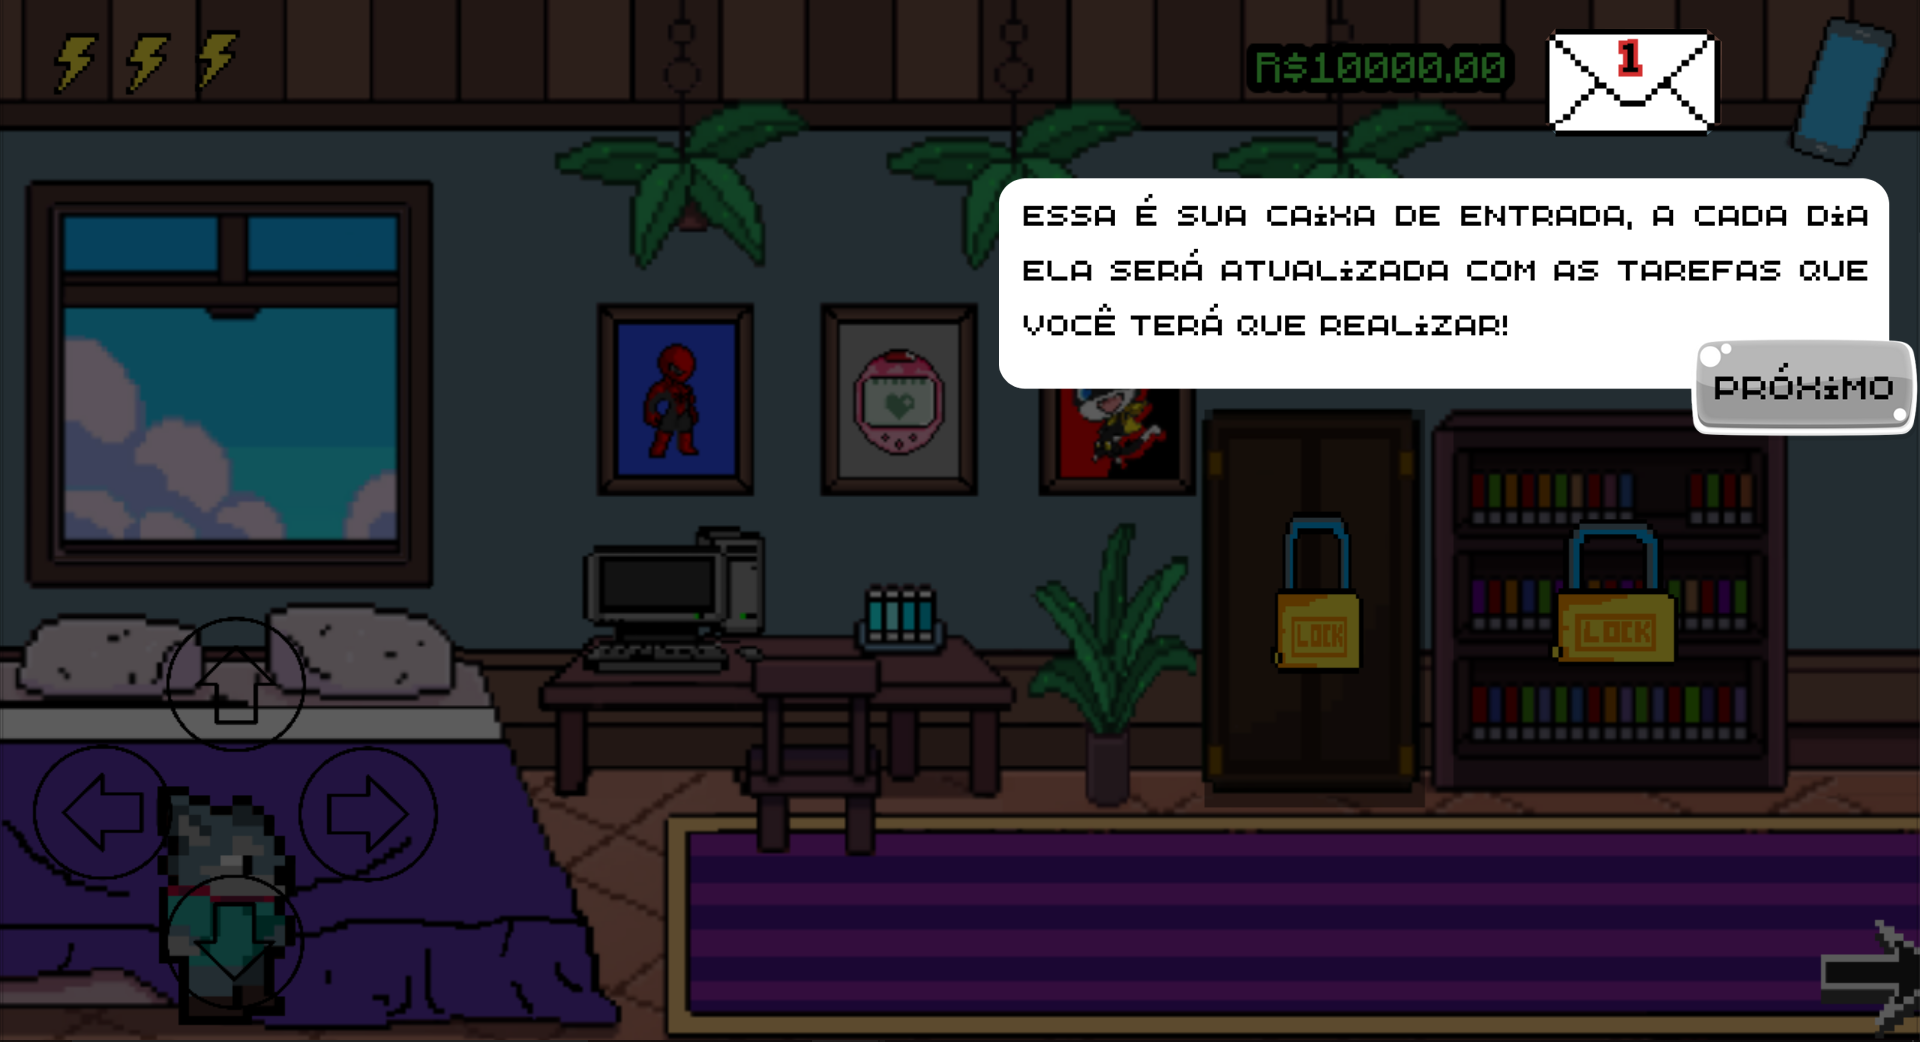 R$10000.00
1
ESSA É SUA CAIXA DE ENTRADA, A CADA DIA
ELA SERÁ ATUALIZADA COM AS TAREFAS QUE
VOCÊ TERÁ QUE REALIZAR!
PRÓXIMO
LOCK
LOCK